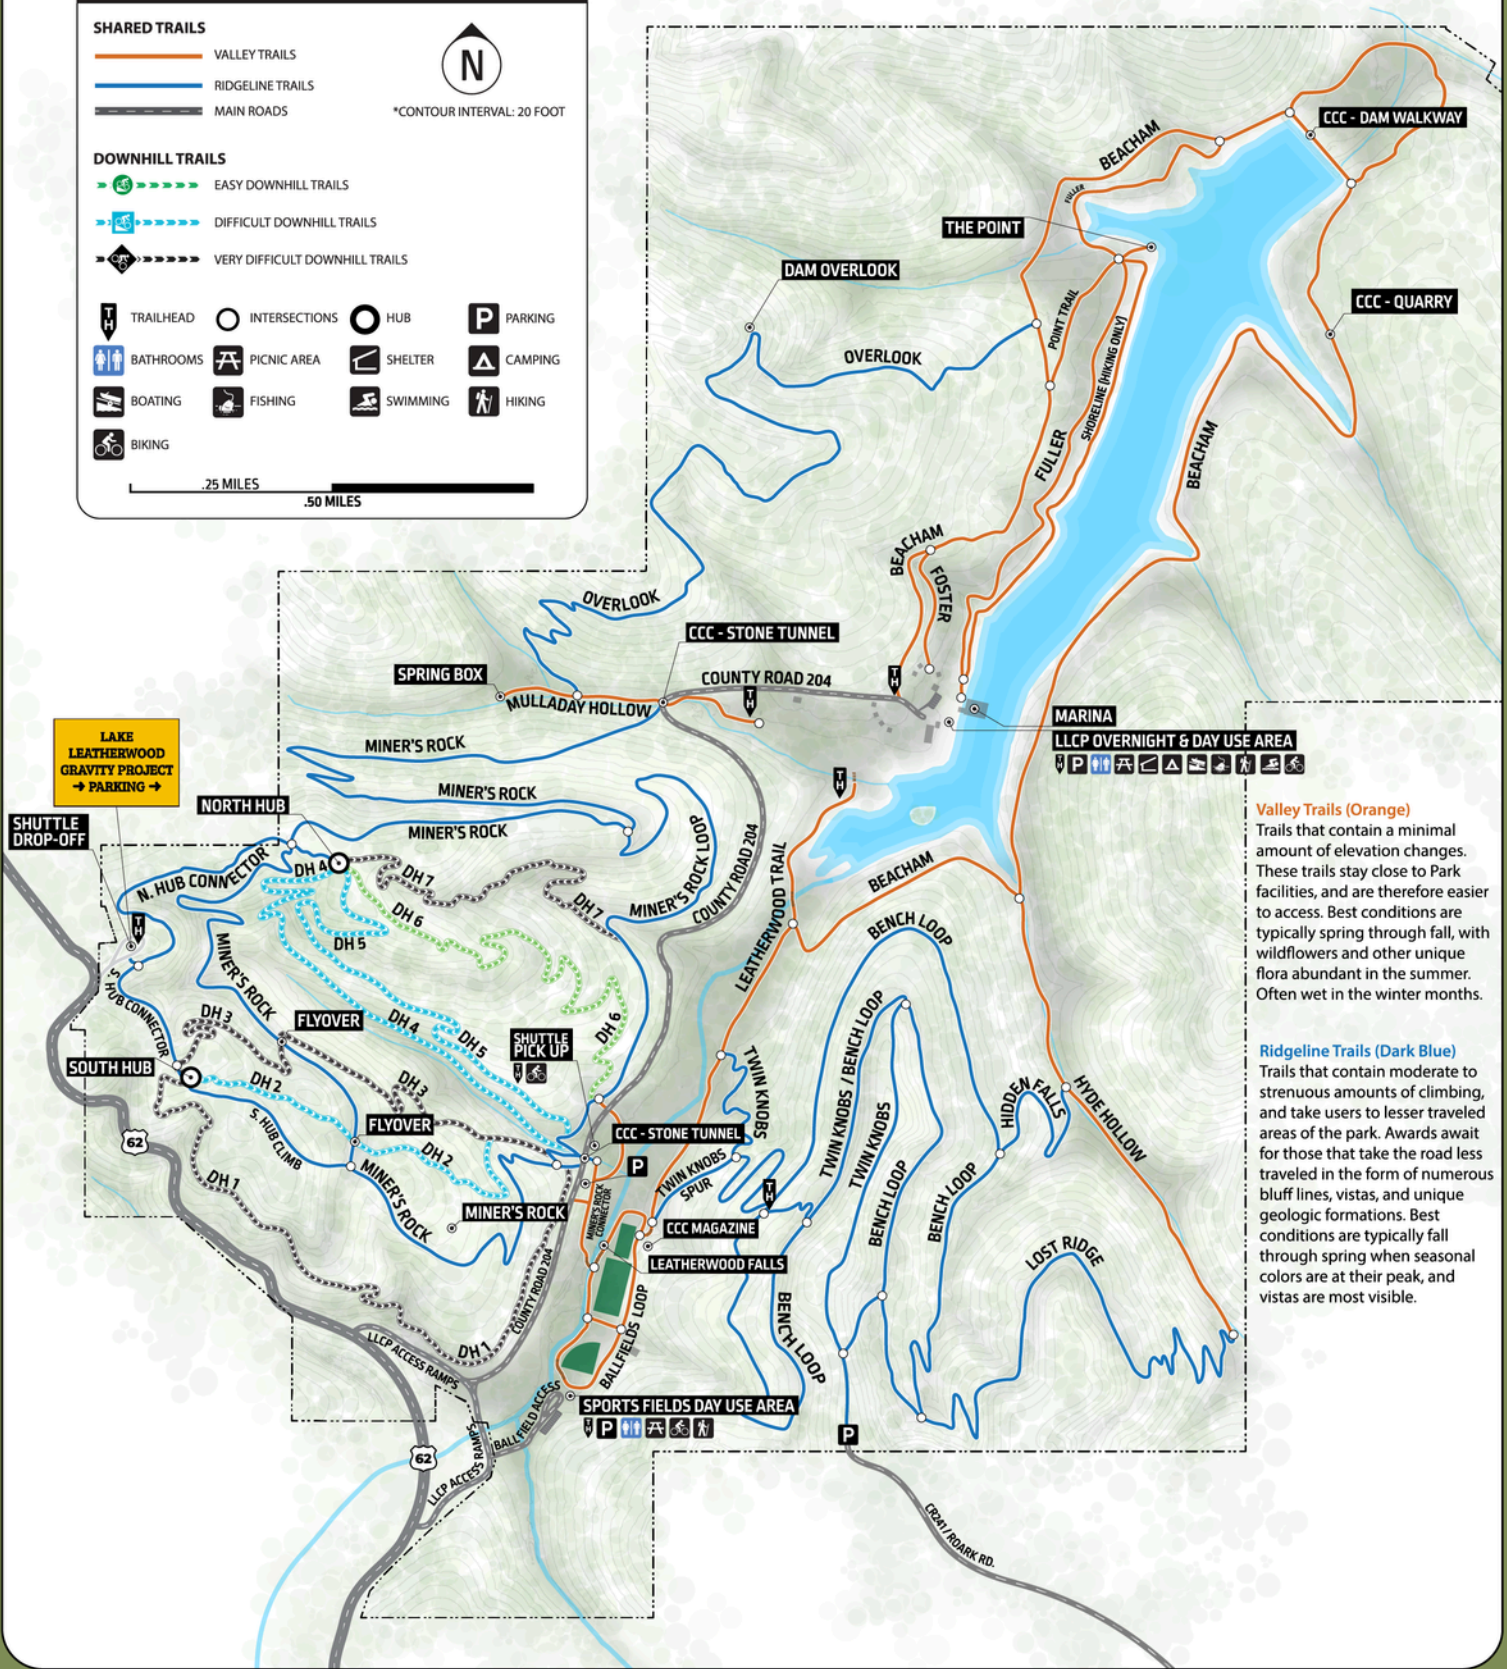 SHARED TRAILS
VALLEY TRAILS
RIDGELINE TRAILS
MAIN ROADS
N
*CONTOUR INTERVAL: 20 FOOT
DOWNHILL TRAILS
EASY DOWNHILL TRAILS
DIFFICULT DOWNHILL TRAILS
VERY DIFFICULT DOWNHILL TRAILS
TH
TRAILHEAD
INTERSECTIONS
HUB
P
PARKING
BATHROOMS
PICNIC AREA
SHELTER
CAMPING
BOATING
FISHING
SWIMMING
HIKING
BIKING
.25 MILES
.50 MILES
CCC - DAM WALKWAY
BEACHAM
FULLER
THE POINT
DAM OVERLOOK
CCC - QUARRY
POINT TRAIL
OVERLOOK
SHORELINE (HIKING ONLY)
FULLER
BEACHAM
BEACHAM
FOSTER
OVERLOOK
CCC - STONE TUNNEL
SPRING BOX
COUNTY ROAD 204
TH
TH
MULLADAY HOLLOW
MARINA
LLCP OVERNIGHT & DAY USE AREA
TH P
MINER'S ROCK
LAKE
LEATHERWOOD
GRAVITY PROJECT
→ PARKING →
TH
MINER'S ROCK
NORTH HUB
SHUTTLE
DROP-OFF
MINER'S ROCK
MINER'S ROCK LOOP
COUNTY ROAD 204
LEATHERWOOD TRAIL
BEACHAM
N. HUB CONNECTOR
DH 4
DH 7
DH 7
DH 6
DH 5
TH
BENCH LOOP
MINER'S ROCK
S. HUB CONNECTOR
DH 3
FLYOVER
DH 4
DH 5
DH 6
SHUTTLE
PICK UP
TH
SOUTH HUB
DH 2
DH 3
TWIN KNOBS
TWIN KNOBS / BENCH LOOP
TWIN KNOBS
HIDDEN FALLS
HYDE HOLLOW
62
S. HUB CLIMB
FLYOVER
DH 2
CCC - STONE TUNNEL
P
TWIN KNOBS
SPUR
TH
DH 1
MINER'S ROCK
MINER'S ROCK
MINER'S ROCK
CONNECTOR
CCC MAGAZINE
LEATHERWOOD FALLS
BENCH LOOP
BENCH LOOP
LOST RIDGE
COUNTY ROAD 204
BALLFIELDS LOOP
BENCH LOOP
DH 1
LLCP ACCESS RAMPS
BALLFIELD ACCESS
SPORTS FIELDS DAY USE AREA
TH P
P
62
LLCP ACCESS RAMPS
CR241 / ROARK RD.
Valley Trails (Orange)
Trails that contain a minimal
amount of elevation changes.
These trails stay close to Park
facilities, and are therefore easier
to access. Best conditions are
typically spring through fall, with
wildflowers and other unique
flora abundant in the summer.
Often wet in the winter months.
Ridgeline Trails (Dark Blue)
Trails that contain moderate to
strenuous amounts of climbing,
and take users to lesser traveled
areas of the park. Awards await
for those that take the road less
traveled in the form of numerous
bluff lines, vistas, and unique
geologic formations. Best
conditions are typically fall
through spring when seasonal
colors are at their peak, and
vistas are most visible.